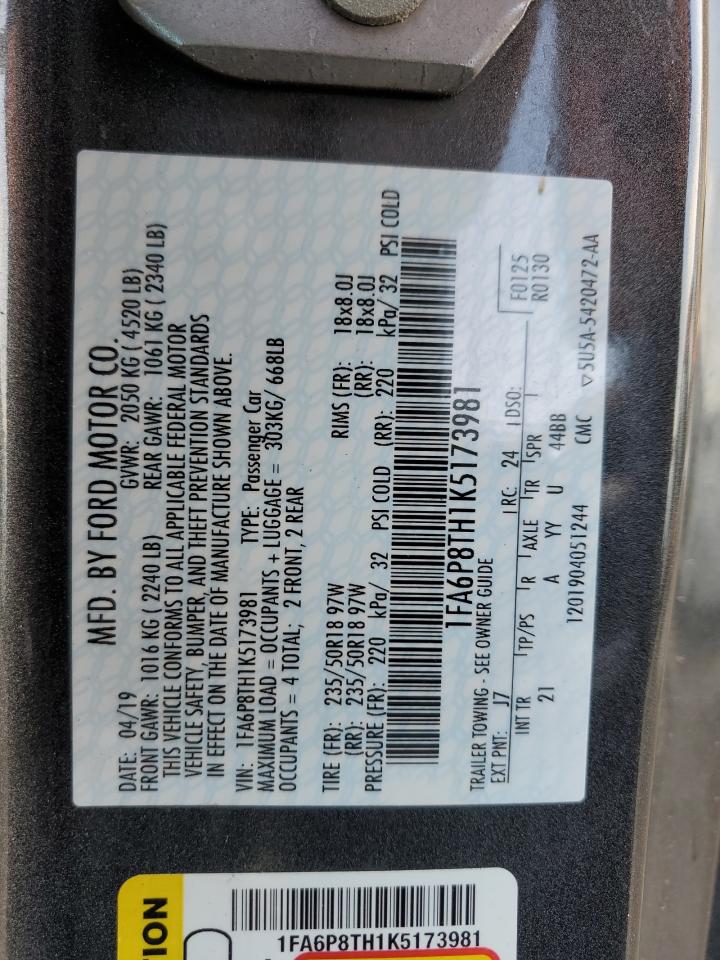 MFD. BY FORD MOTOR CO.
DATE: 04/19 GVWR: 2050 KG ( 4520 LB)
FRONT GAWR: 1016 KG (2240 LB) REAR GAWR: 1061 KG ( 2340 LB)
THIS VEHICLE CONFORMS TO ALL APPLICABLE FEDERAL MOTOR
VEHICLE SAFETY, BUMPER, AND THEFT PREVENTION STANDARDS
IN EFFECT ON THE DATE OF MANUFACTURE SHOWN ABOVE.
VIN: 1FA6P8TH1K5173981 TYPE: Passenger Car
MAXIMUM LOAD = OCCUPANTS + LUGGAGE = 303KG/ 668LB
OCCUPANTS = 4 TOTAL; 2 FRONT, 2 REAR
TIRE (FR): 235/50R18 97W RIMS (FR): 18x8.0J
(RR): 235/50R18 97W (RR): 18x8.0J
PRESSURE (FR): 220 kPa/ 32 PSI COLD (RR): 220 kPa/ 32 PSI COLD
1FA6P8TH1K5173981
TRAILER TOWING - SEE OWNER GUIDE F0125
EXT PNT: J7 RC: 24 DSO: R0130
INT TR TP/PS R AXLE TR SPR
21 A YY U 44BB
1201904051244 CMC ▽5U5A-5420472-AA
TION
1FA6P8TH1K5173981